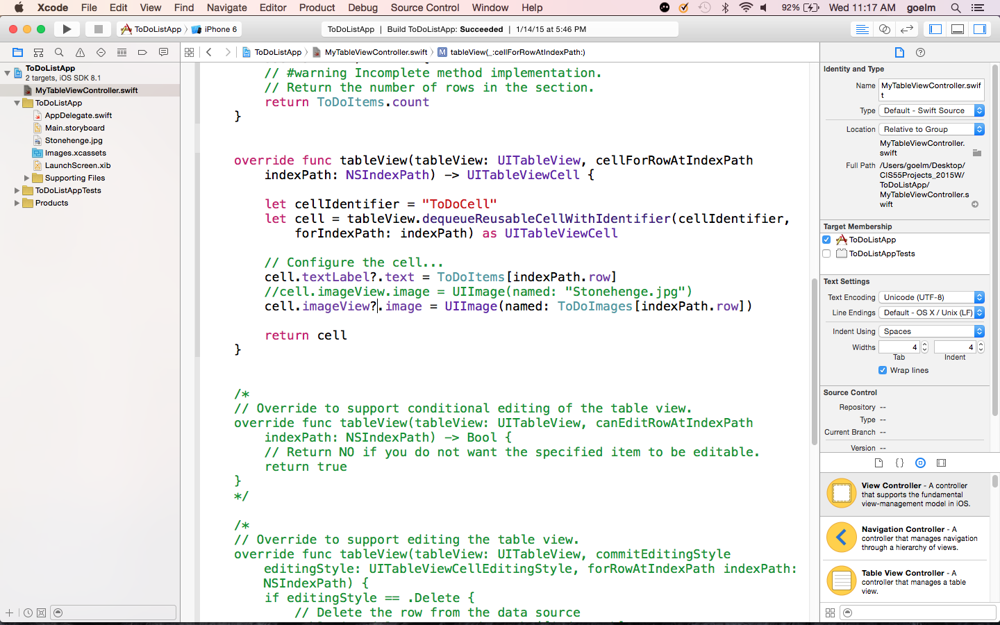 Xcode File Edit View Find Navigate Editor Product Debug Source Control Window Help 92% Wed 11:17 AM goelm
ToDoListApp iPhone 6 ToDoListApp | Build ToDoListApp: Succeeded | 1/14/15 at 5:46 PM
ToDoListApp MyTableViewController.swift M tableView(_:cellForRowAtIndexPath:)
ToDoListApp
2 targets, iOS SDK 8.1
MyTableViewController.swift
ToDoListApp
AppDelegate.swift
Main.storyboard
Stonehenge.jpg
Images.xcassets
LaunchScreen.xib
Supporting Files
ToDoListAppTests
Products
// #warning Incomplete method implementation.
// Return the number of rows in the section.
return ToDoItems.count
}
override func tableView(tableView: UITableView, cellForRowAtIndexPath
indexPath: NSIndexPath) -> UITableViewCell {
let cellIdentifier = "ToDoCell"
let cell = tableView.dequeueReusableCellWithIdentifier(cellIdentifier,
forIndexPath: indexPath) as UITableViewCell
// Configure the cell...
cell.textLabel?.text = ToDoItems[indexPath.row]
//cell.imageView.image = UIImage(named: "Stonehenge.jpg")
cell.imageView?.image = UIImage(named: ToDoImages[indexPath.row])
return cell
}
/*
// Override to support conditional editing of the table view.
override func tableView(tableView: UITableView, canEditRowAtIndexPath
indexPath: NSIndexPath) -> Bool {
// Return NO if you do not want the specified item to be editable.
return true
}
*/
/*
// Override to support editing the table view.
override func tableView(tableView: UITableView, commitEditingStyle
editingStyle: UITableViewCellEditingStyle, forRowAtIndexPath indexPath:
NSIndexPath) {
if editingStyle == .Delete {
// Delete the row from the data source
Identity and Type
Name MyTableViewController.swif
t
Type Default - Swift Source
Location Relative to Group
MyTableViewController.
swift
Full Path /Users/goelm/Desktop/
CIS55Projects_2015W/
ToDoListApp/
MyTableViewController.s
wift
Target Membership
ToDoListApp
ToDoListAppTests
Text Settings
Text Encoding Unicode (UTF-8)
Line Endings Default - OS X / Unix (LF)
Indent Using Spaces
Widths 4 4
Tab Indent
Wrap lines
Source Control
Repository --
Type --
Current Branch --
Version --
View Controller - A controller
that supports the fundamental
view-management model in iOS.
Navigation Controller - A
controller that manages navigation
through a hierarchy of views.
Table View Controller - A
controller that manages a table
view.